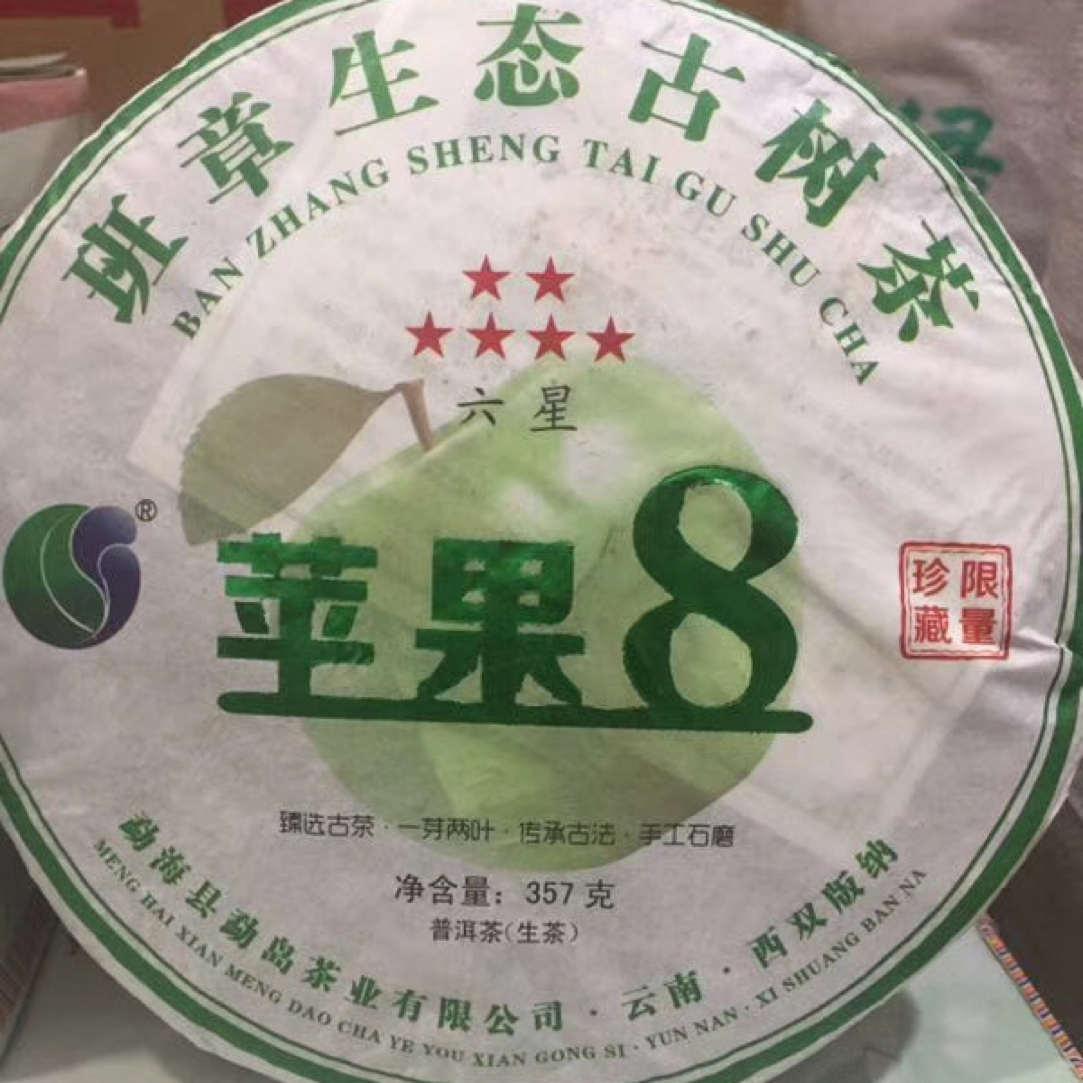 班章生态古树茶
BAN ZHANG SHENG TAI GU SHU CHA
六星
®
苹果8
珍限
藏量
臻选古茶·一芽两叶·传承古法·手工石磨
净含量：357克
普洱茶（生茶）
勐海县勐岛茶业有限公司·云南·西双版纳
MENG HAI XIAN MENG DAO CHA YE YOU XIAN GONG SI·YUN NAN·XI SHUANG BAN NA